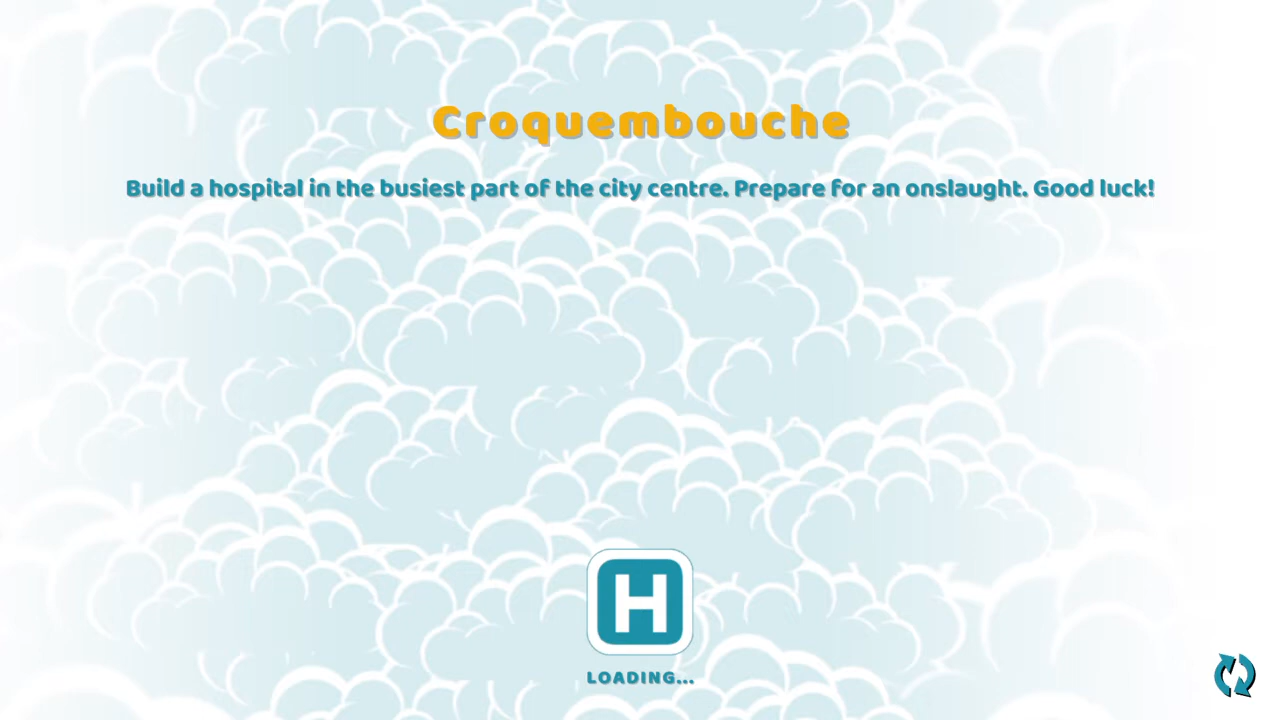 Croquembouche
Build a hospital in the busiest part of the city centre. Prepare for an onslaught. Good luck!
H
LOADING...